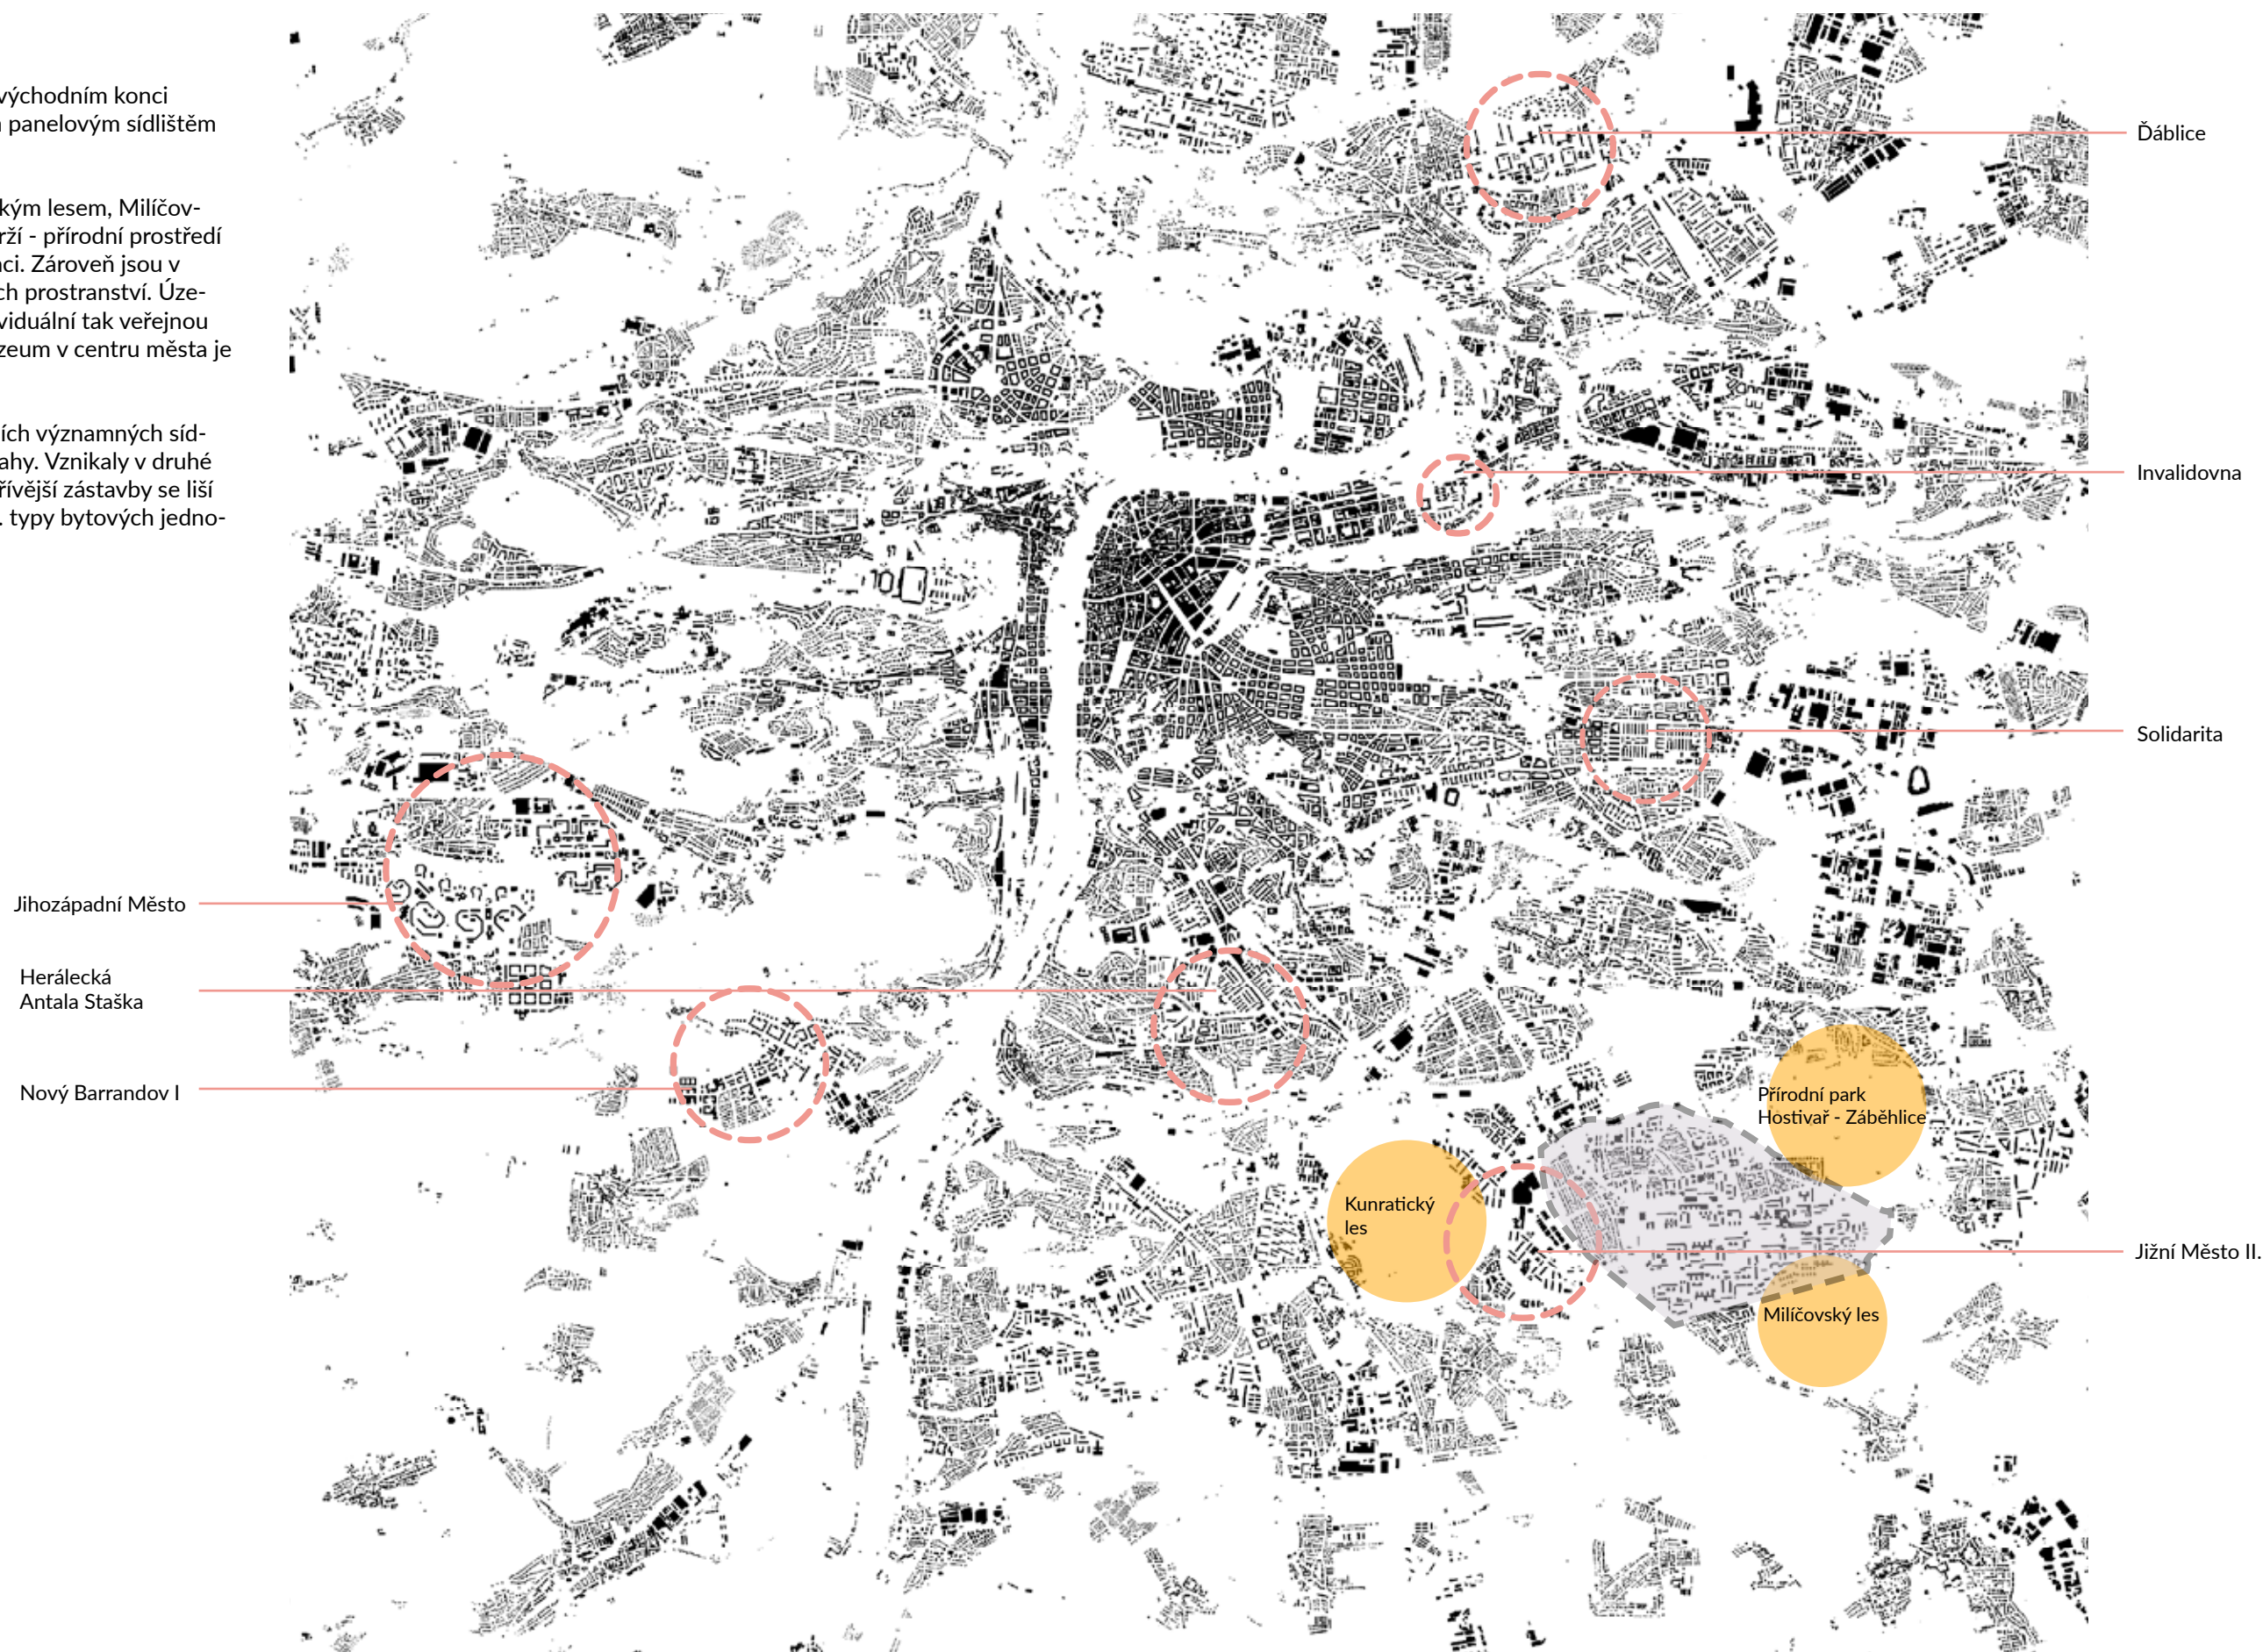 východním konci
panelovým sídlištěm
kým lesem, Milíčov-
rží - přírodní prostředí
ci. Zároveň jsou v
ch prostranství. Úze-
viduální tak veřejnou
zeum v centru města je
ích významných síd-
ahy. Vznikaly v druhé
řívější zástavby se liší
. typy bytových jedno-
Ďáblice
Invalidovna
Solidarita
Jihozápadní Město
Herálecká
Antala Staška
Nový Barrandov I
Přírodní park
Hostivař - Záběhlice
Kunratický
les
Jižní Město II.
Milíčovský les